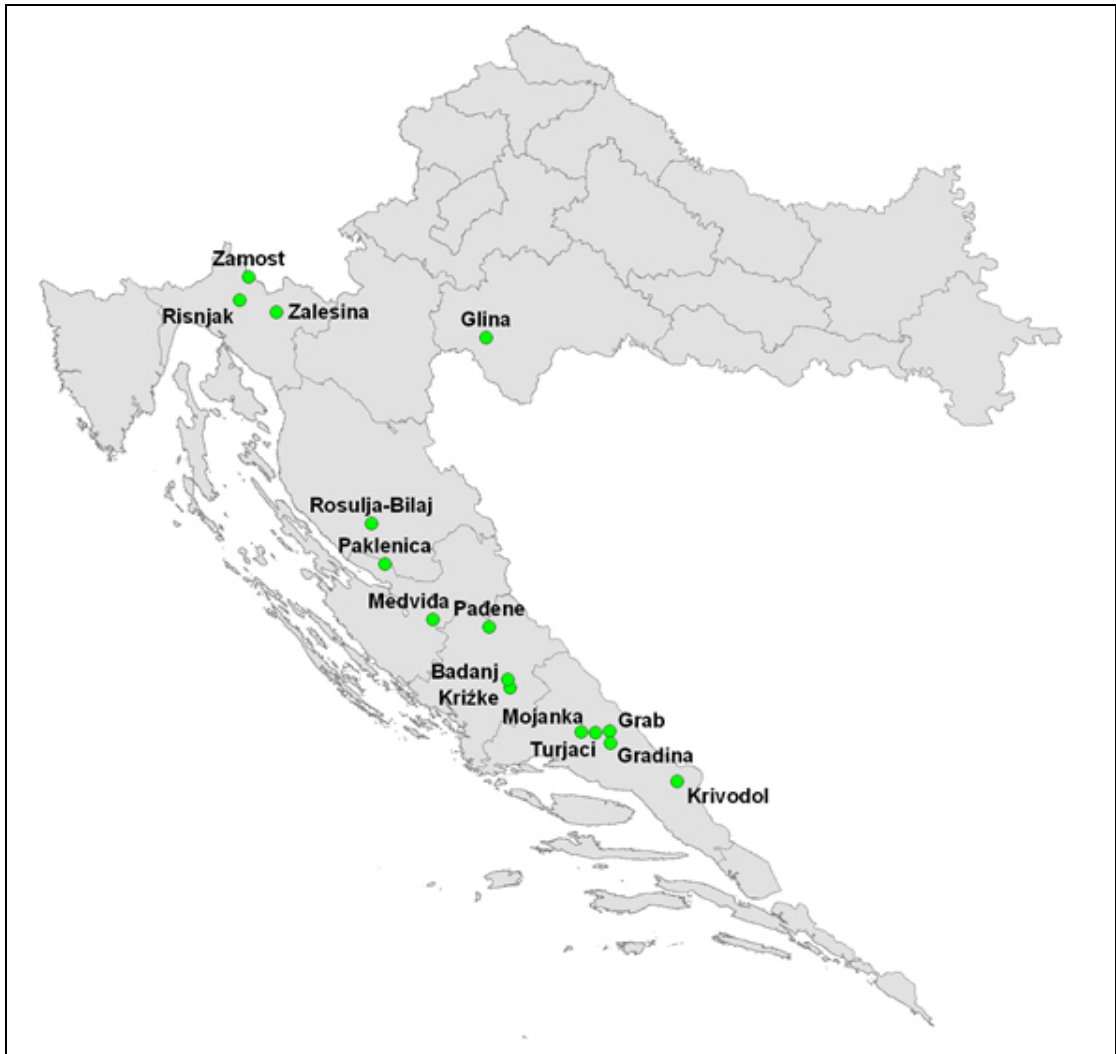 Zamost
Risnjak
Zalesina
Glina
Rosulja-Bilaj
Paklenica
Medviđa
Pađene
Badanj
Križke
Mojanka
Grab
Turjaci
Gradina
Krivodol